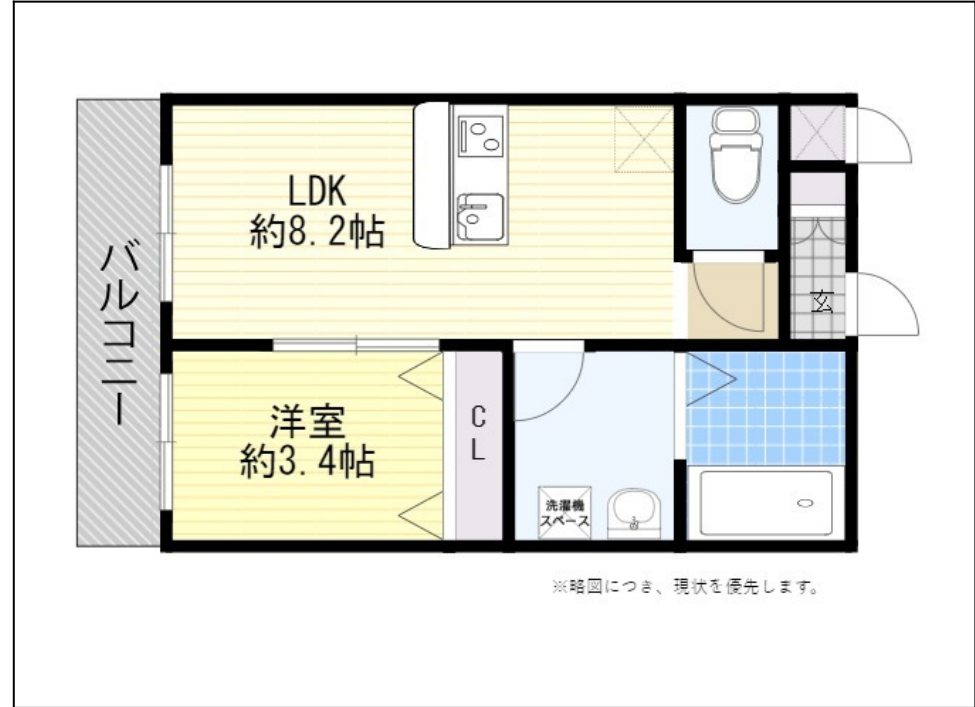 LDK
約8.2帖
バルコニー
玄
洋室
約3.4帖
CL
洗濯機
スペース
※略図につき、現状を優先します。